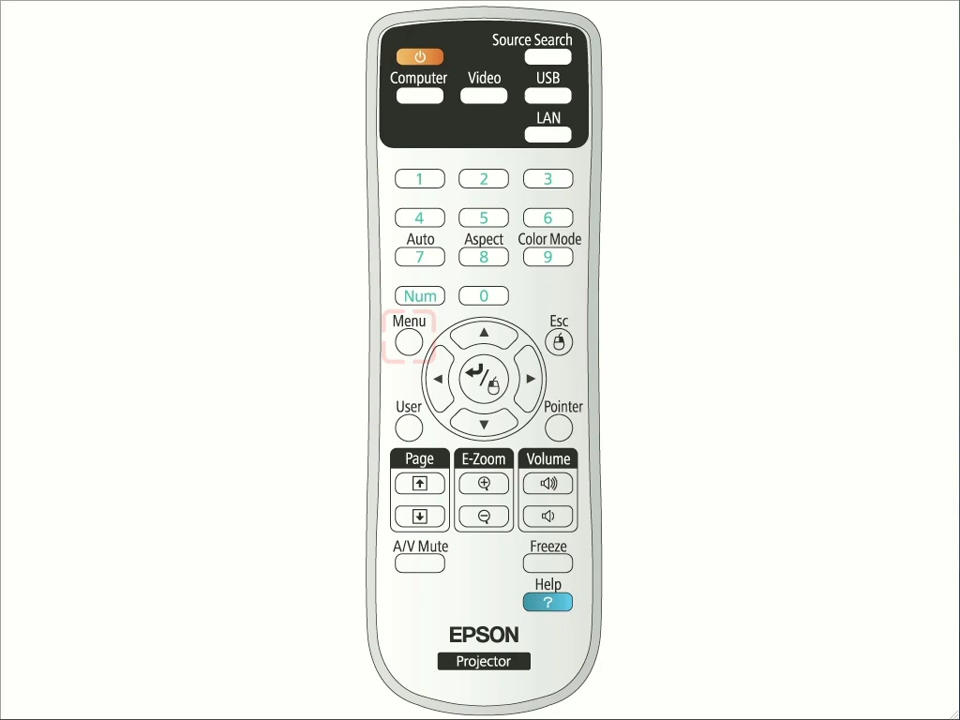 Source Search
Computer Video USB
LAN
1 2 3
4 5 6
Auto Aspect Color Mode
7 8 9
Num 0
Menu Esc
User Pointer
Page E-Zoom Volume
A/V Mute Freeze
Help
?
EPSON
Projector